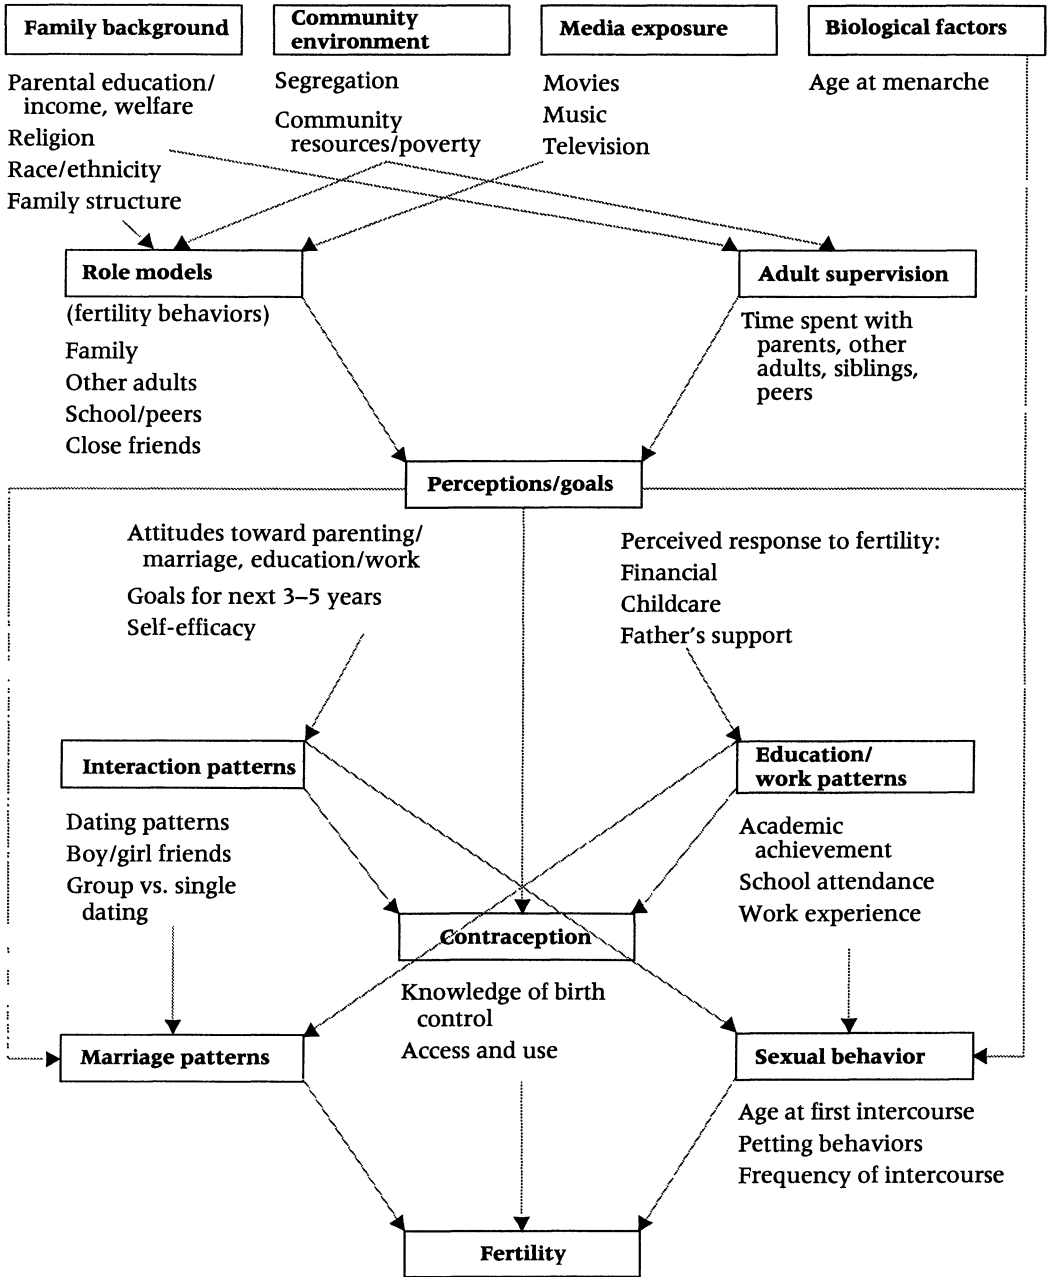 Family background
Community
environment
Media exposure
Biological factors
Parental education/
income, welfare
Religion
Race/ethnicity
Family structure
Segregation
Community
resources/poverty
Movies
Music
Television
Age at menarche
Role models
(fertility behaviors)
Family
Other adults
School/peers
Close friends
Adult supervision
Time spent with
parents, other
adults, siblings,
peers
Perceptions/goals
Attitudes toward parenting/
marriage, education/work
Goals for next 3–5 years
Self-efficacy
Perceived response to fertility:
Financial
Childcare
Father's support
Interaction patterns
Dating patterns
Boy/girl friends
Group vs. single
dating
Education/
work patterns
Academic
achievement
School attendance
Work experience
Contraception
Knowledge of birth
control
Access and use
Marriage patterns
Sexual behavior
Age at first intercourse
Petting behaviors
Frequency of intercourse
Fertility